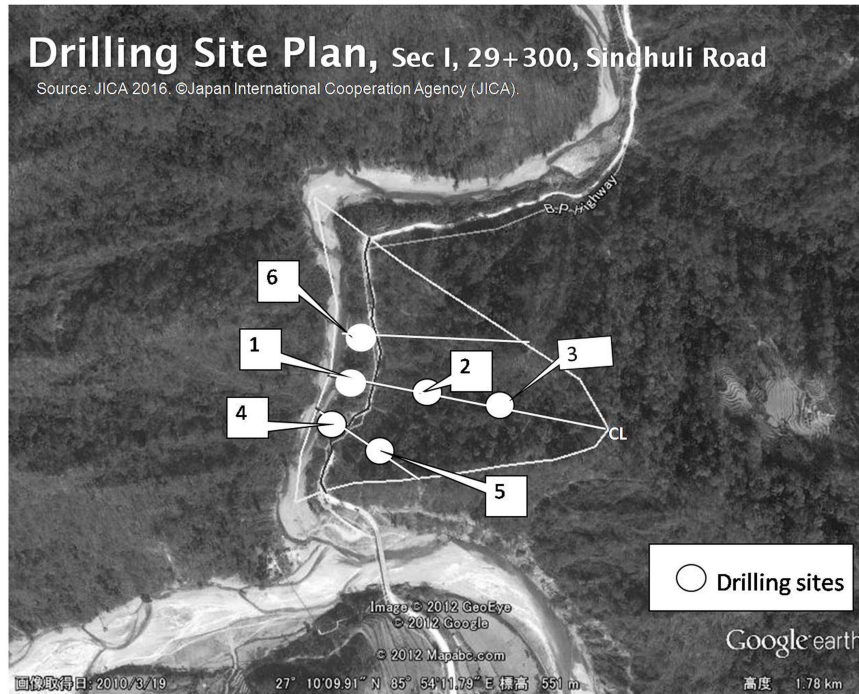 Drilling Site Plan, Sec I, 29+300, Sindhuli Road
Source: JICA 2016. ©Japan International Cooperation Agency (JICA).
B.P. Highway
6
1
2
3
4
5
CL
Drilling sites
Image © 2012 GeoEye
© 2012 Google
© 2012 Mapabc.com
Google earth
画像取得日: 2010/3/19 27° 10'09.91" N 85° 54'11.79" E 標高 551 m 高度 1.78 km